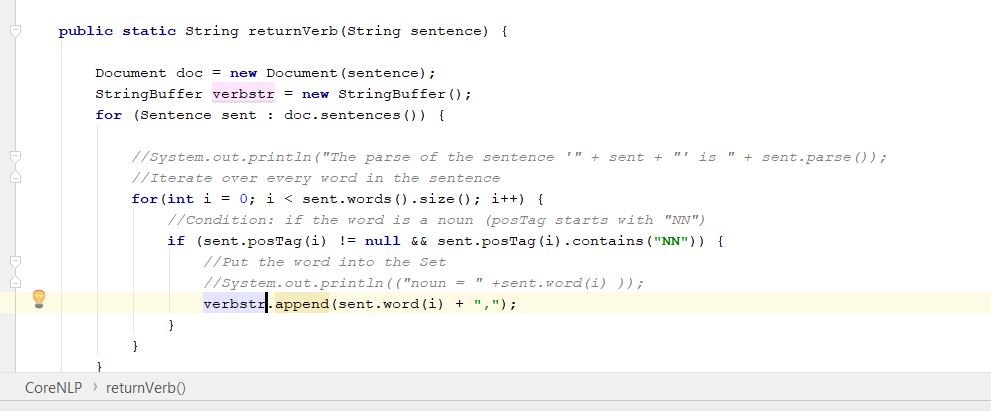 public static String returnVerb(String sentence) {
Document doc = new Document(sentence);
StringBuffer verbstr = new StringBuffer();
for (Sentence sent : doc.sentences()) {
//System.out.println("The parse of the sentence '" + sent + "' is " + sent.parse());
//Iterate over every word in the sentence
for(int i = 0; i < sent.words().size(); i++) {
//Condition: if the word is a noun (posTag starts with "NN")
if (sent.posTag(i) != null && sent.posTag(i).contains("NN")) {
//Put the word into the Set
//System.out.println(("noun = " +sent.word(i) ));
verbstr.append(sent.word(i) + ",");
}
}
}
CoreNLP › returnVerb()